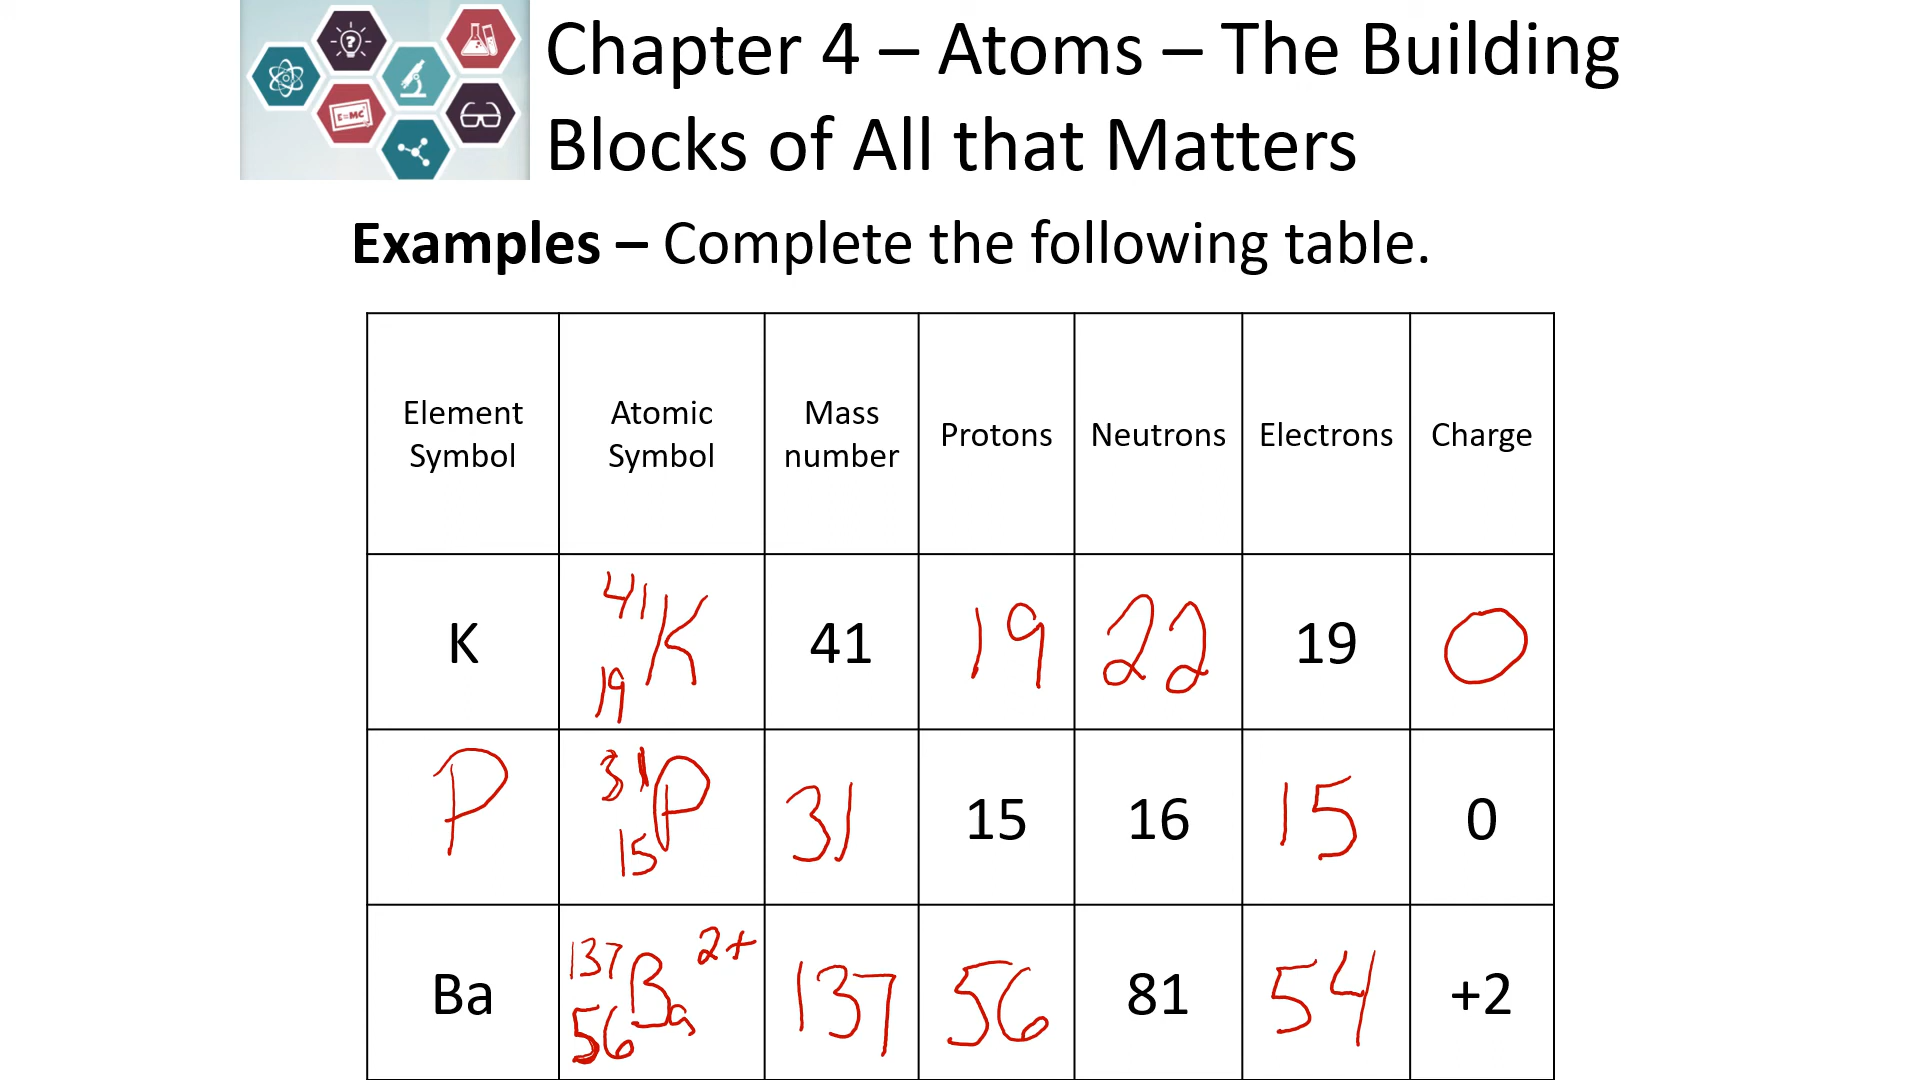 ?
E=MC²
Chapter 4 – Atoms – The Building
Blocks of All that Matters
Examples – Complete the following table.
Element Symbol | Atomic Symbol | Mass number | Protons | Neutrons | Electrons | Charge
K | 41 19 K | 41 | 19 | 22 | 19 | 0
P | 31 15 P | 31 | 15 | 16 | 15 | 0
Ba | 137 56 Ba 2+ | 137 | 56 | 81 | 54 | +2